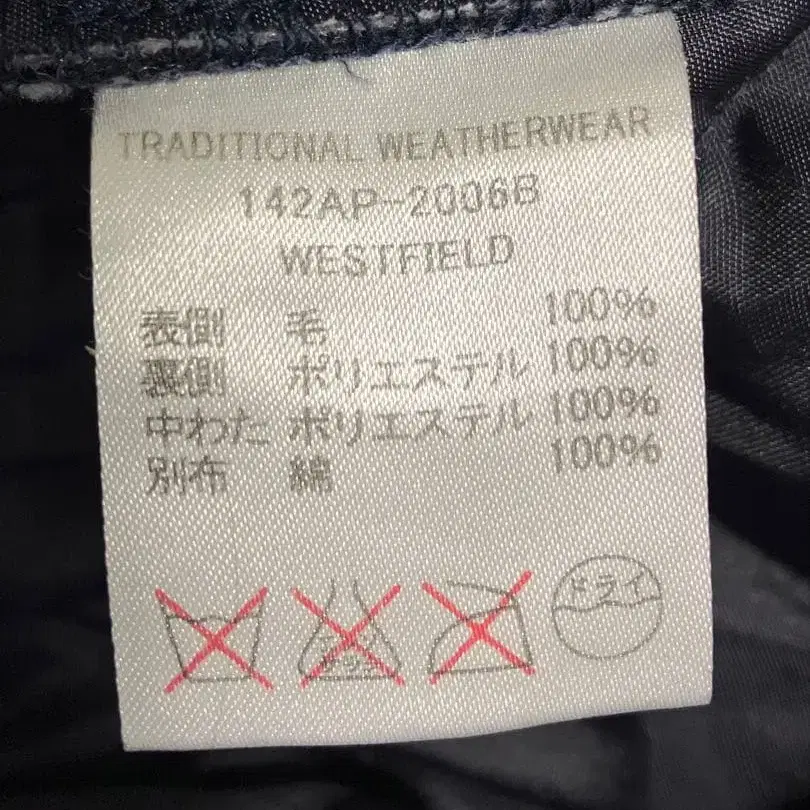 TRADITIONAL WEATHERWEAR
142AP-2006B
WESTFIELD
表側 毛 100%
裏側 ポリエステル 100%
中わた ポリエステル 100%
別布 綿 100%
ドライ